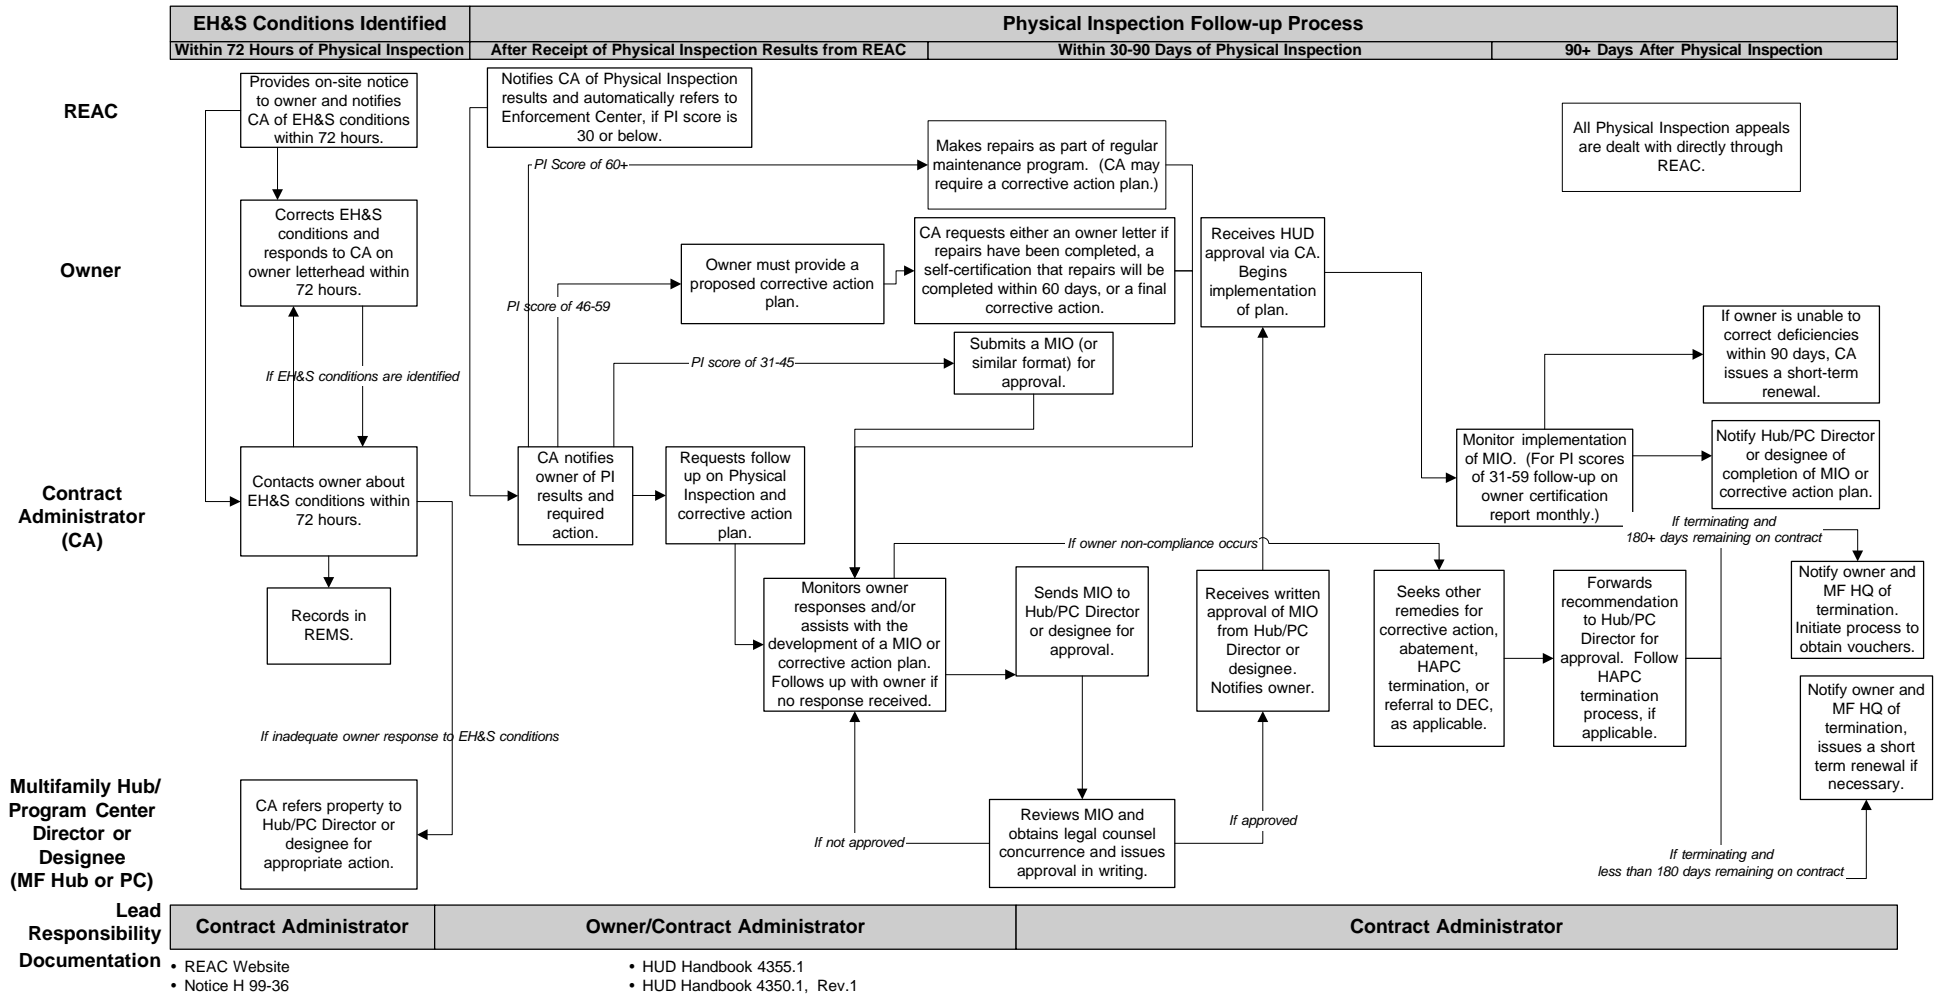 EH&S Conditions Identified
Physical Inspection Follow-up Process
Within 72 Hours of Physical Inspection
After Receipt of Physical Inspection Results from REAC
Within 30-90 Days of Physical Inspection
90+ Days After Physical Inspection
REAC
Provides on-site notice
to owner and notifies
CA of EH&S conditions
within 72 hours.
Notifies CA of Physical Inspection
results and automatically refers to
Enforcement Center, if PI score is
30 or below.
All Physical Inspection appeals
are dealt with directly through
REAC.
PI Score of 60+
Makes repairs as part of regular
maintenance program. (CA may
require a corrective action plan.)
Owner
Corrects EH&S
conditions and
responds to CA on
owner letterhead within
72 hours.
PI score of 46-59
Owner must provide a
proposed corrective action
plan.
CA requests either an owner letter if
repairs have been completed, a
self-certification that repairs will be
completed within 60 days, or a final
corrective action.
Receives HUD
approval via CA.
Begins
implementation
of plan.
If EH&S conditions are identified
PI score of 31-45
Submits a MIO (or
similar format) for
approval.
If owner is unable to
correct deficiencies
within 90 days, CA
issues a short-term
renewal.
Contract
Administrator
(CA)
Contacts owner about
EH&S conditions within
72 hours.
CA notifies
owner of PI
results and
required
action.
Requests follow
up on Physical
Inspection and
corrective action
plan.
Monitor implementation
of MIO. (For PI scores
of 31-59 follow-up on
owner certification
report monthly.)
Notify Hub/PC Director
or designee of
completion of MIO or
corrective action plan.
If terminating and
180+ days remaining on contract
If owner non-compliance occurs
Records in
REMS.
Monitors owner
responses and/or
assists with the
development of a MIO or
corrective action plan.
Follows up with owner if
no response received.
Sends MIO to
Hub/PC Director
or designee for
approval.
Receives written
approval of MIO
from Hub/PC
Director or
designee.
Notifies owner.
Seeks other
remedies for
corrective action,
abatement,
HAPC
termination, or
referral to DEC,
as applicable.
Forwards
recommendation
to Hub/PC
Director for
approval. Follow
HAPC
termination
process, if
applicable.
Notify owner and
MF HQ of
termination.
Initiate process to
obtain vouchers.
Notify owner and
MF HQ of
termination,
issues a short
term renewal if
necessary.
If inadequate owner response to EH&S conditions
Multifamily Hub/
Program Center
Director or
Designee
(MF Hub or PC)
CA refers property to
Hub/PC Director or
designee for
appropriate action.
If not approved
Reviews MIO and
obtains legal counsel
concurrence and issues
approval in writing.
If approved
If terminating and
less than 180 days remaining on contract
Lead
Responsibility
Contract Administrator
Owner/Contract Administrator
Contract Administrator
Documentation
• REAC Website
• Notice H 99-36
• HUD Handbook 4355.1
• HUD Handbook 4350.1, Rev.1